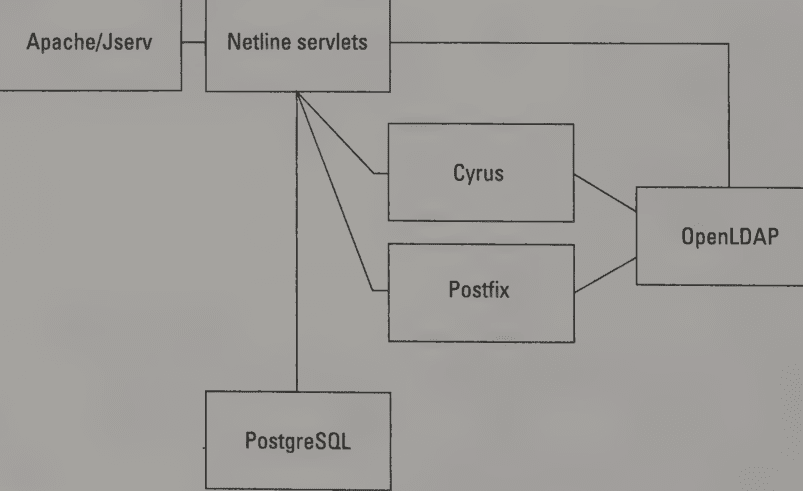 Apache/Jserv
Netline servlets
Cyrus
OpenLDAP
Postfix
PostgreSQL